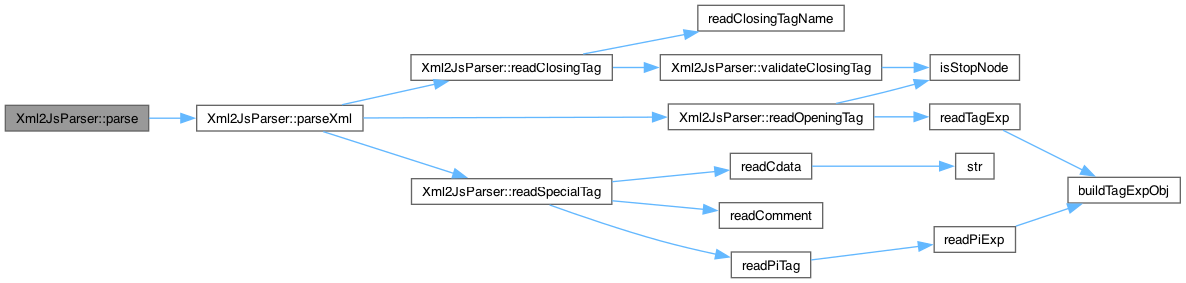 readClosingTagName
Xml2JsParser::readClosingTag
Xml2JsParser::validateClosingTag
isStopNode
Xml2JsParser::parse
Xml2JsParser::parseXml
Xml2JsParser::readOpeningTag
readTagExp
readCdata
str
Xml2JsParser::readSpecialTag
buildTagExpObj
readComment
readPiExp
readPiTag